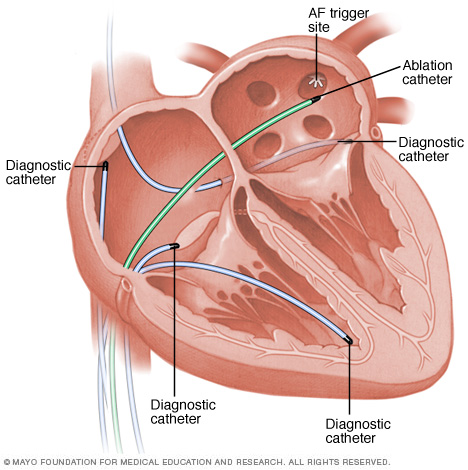 AF trigger
site
Ablation
catheter
Diagnostic
catheter
Diagnostic
catheter
Diagnostic
catheter
Diagnostic
catheter
© MAYO FOUNDATION FOR MEDICAL EDUCATION AND RESEARCH. ALL RIGHTS RESERVED.